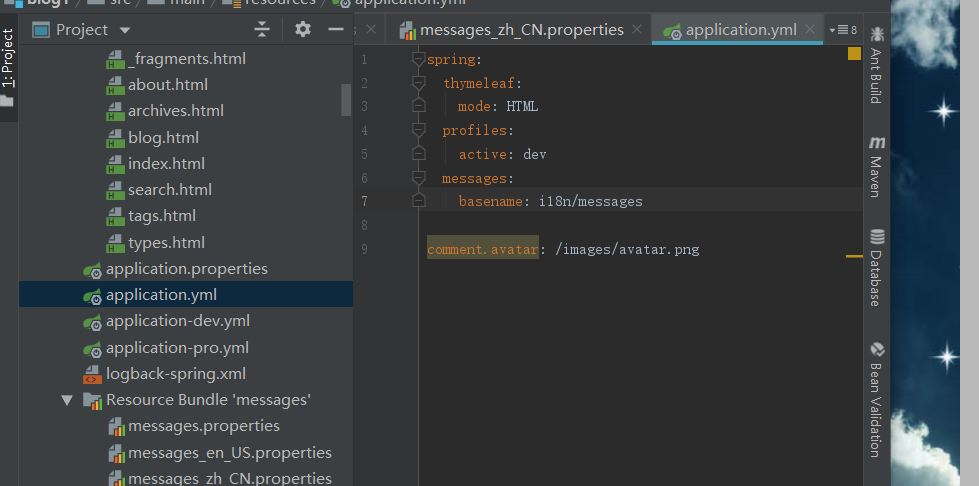 blog1 src main resources application.yml
Project
messages_zh_CN.properties
application.yml
8
1: Project
_fragments.html
about.html
archives.html
blog.html
index.html
search.html
tags.html
types.html
application.properties
application.yml
application-dev.yml
application-pro.yml
logback-spring.xml
Resource Bundle 'messages'
messages.properties
messages_en_US.properties
messages_zh_CN.properties
1 spring:
2 thymeleaf:
3 mode: HTML
4 profiles:
5 active: dev
6 messages:
7 basename: i18n/messages
8
9 comment.avatar: /images/avatar.png
Ant Build
Maven
Database
Bean Validation